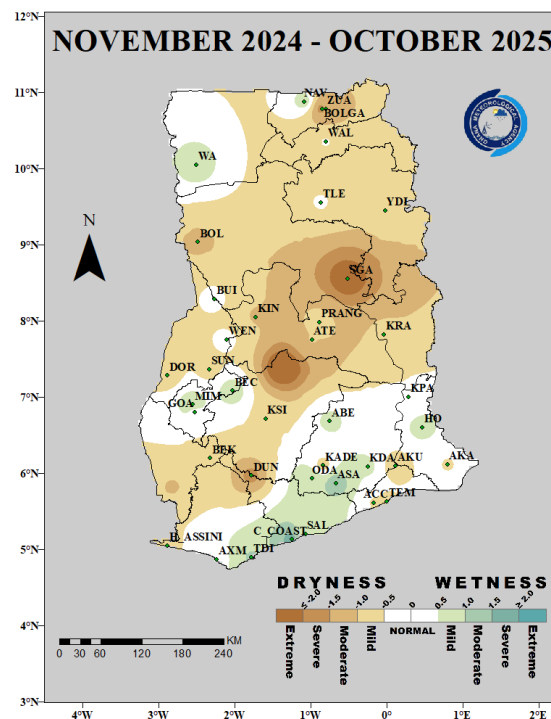 12°N
NOVEMBER 2024 - OCTOBER 2025
11°N
NAV
ZUA
BOLGA
WAL
WA
10°N
TLE
YDI
N
BOL
9°N
SGA
BUI
8°N
KIN
PRANG
WEN
ATE
KRA
SUN
DOR
BEC
7°N
MIM
GOA
KSI
ABE
KPA
HO
BEK
6°N
DUN
KADE
ODA
KDA
AKU
AKA
ASA
ACC
TEM
H_ASSINI
C_COAST
SAL
5°N
AXM
TDI
DRYNESS WETNESS
≤ -2.0 -1.5 -1.0 -0.5 0 0.5 1.0 1.5 ≥ 2.0
Extreme Severe Moderate Mild NORMAL Mild Moderate Severe Extreme
KM
0 30 60 120 180 240
4°N
3°N
4°W 3°W 2°W 1°W 0° 1°E 2°E